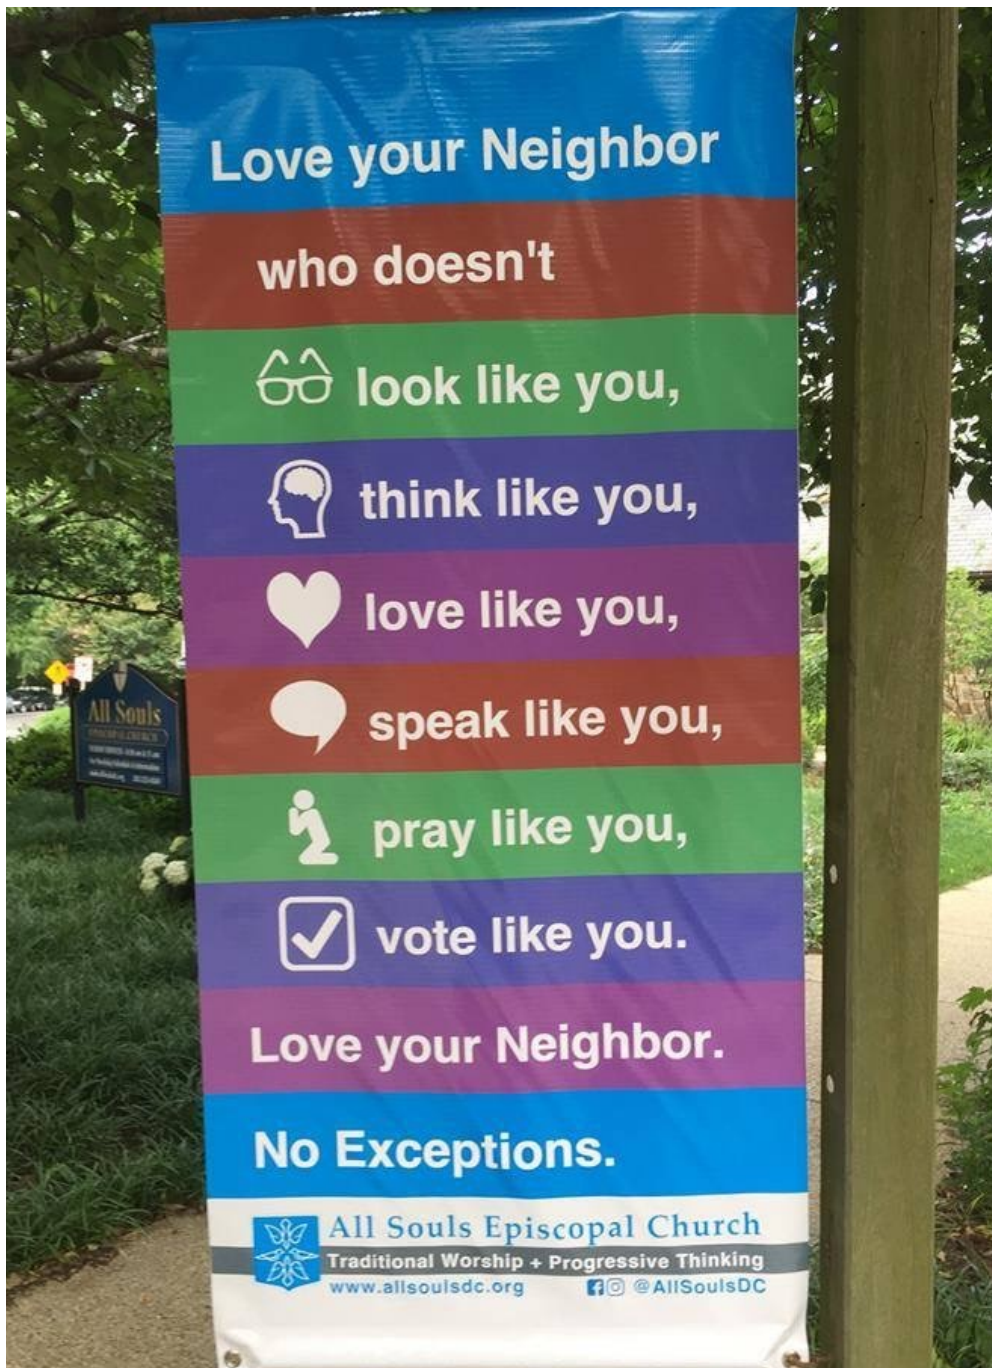 Love your Neighbor
who doesn't
look like you,
think like you,
love like you,
speak like you,
pray like you,
vote like you.
Love your Neighbor.
No Exceptions.
All Souls Episcopal Church
Traditional Worship + Progressive Thinking
www.allsoulsdc.org @AllSoulsDC
All Souls
EPISCOPAL CHURCH